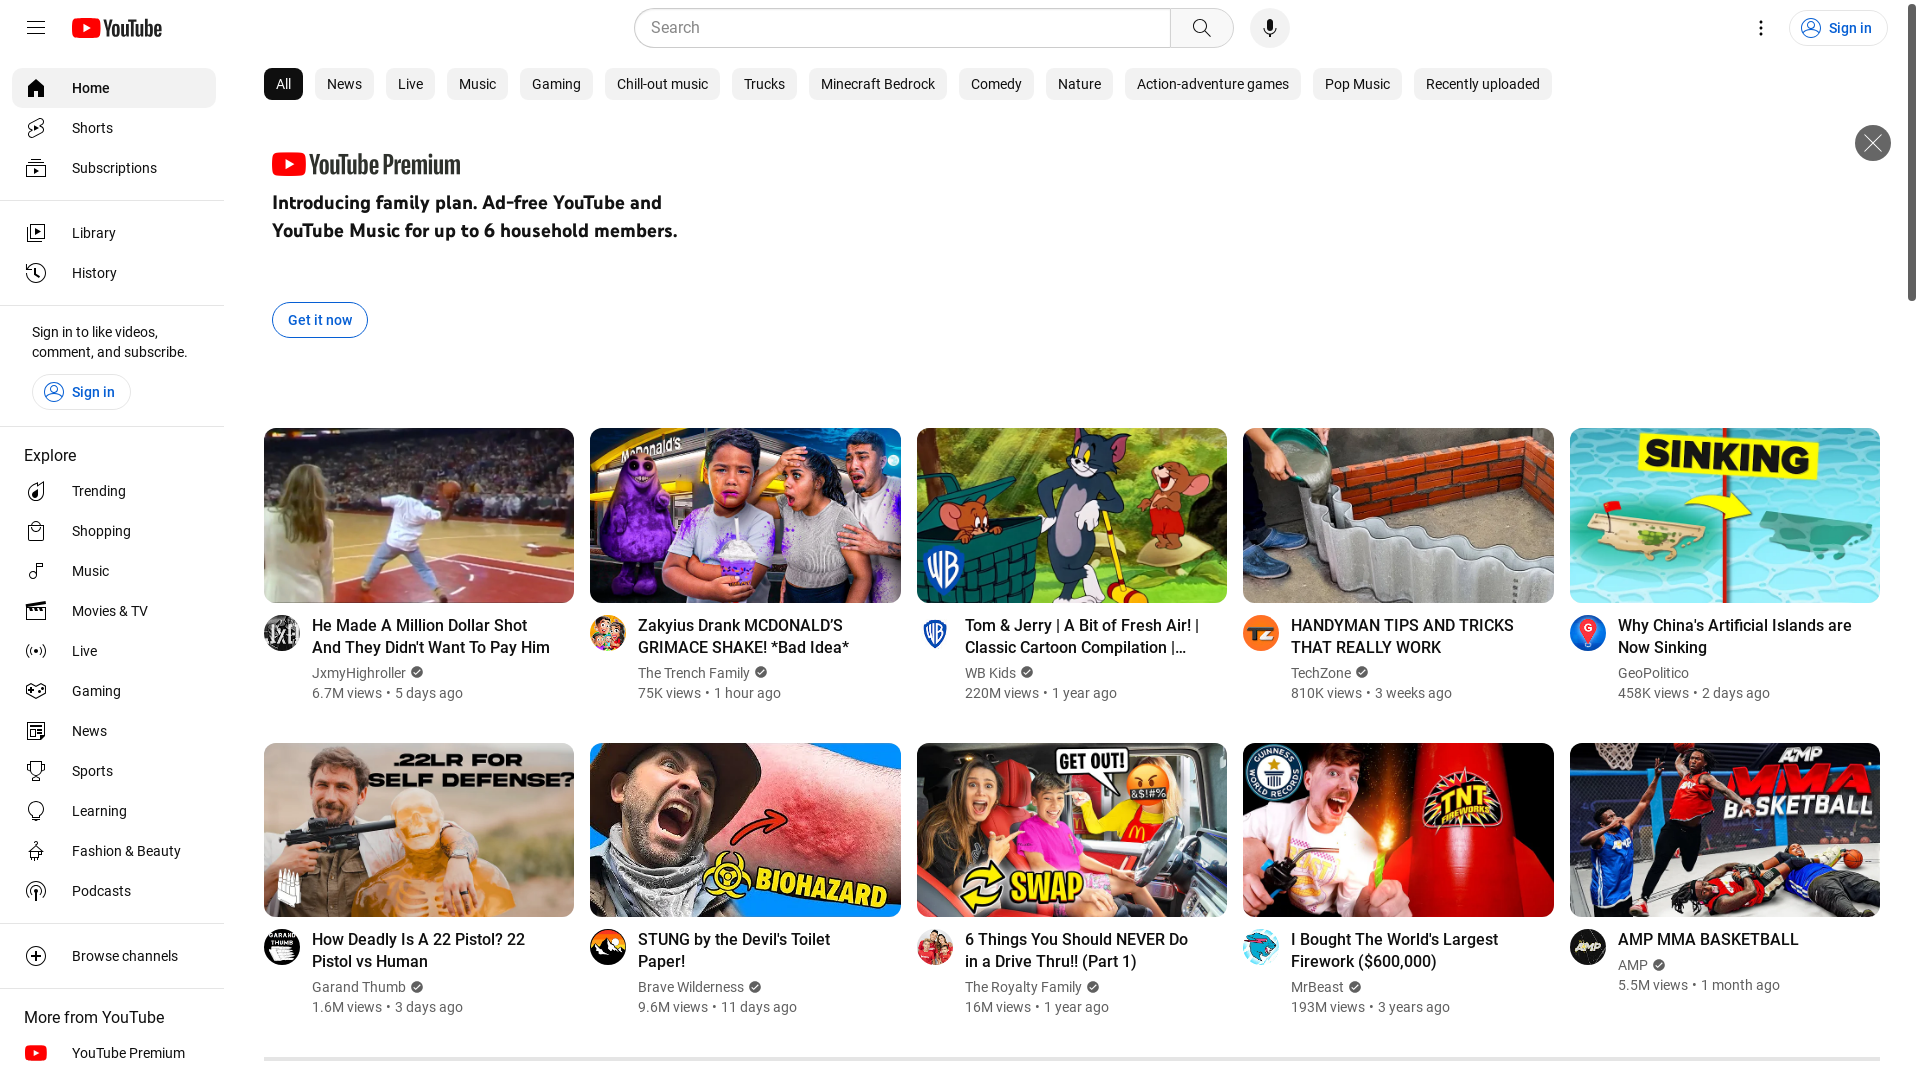 YouTube
Search
Sign in
Home
Shorts
Subscriptions
Library
History
Sign in to like videos,
comment, and subscribe.
Sign in
Explore
Trending
Shopping
Music
Movies & TV
Live
Gaming
News
Sports
Learning
Fashion & Beauty
Podcasts
Browse channels
More from YouTube
YouTube Premium
All
News
Live
Music
Gaming
Chill-out music
Trucks
Minecraft Bedrock
Comedy
Nature
Action-adventure games
Pop Music
Recently uploaded
YouTube Premium
Introducing family plan. Ad-free YouTube and
YouTube Music for up to 6 household members.
Get it now
He Made A Million Dollar Shot
And They Didn't Want To Pay Him
JxmyHighroller
6.7M views • 5 days ago
McDonald's
Zakyius Drank MCDONALD’S
GRIMACE SHAKE! *Bad Idea*
The Trench Family
75K views • 1 hour ago
WB
WB
Tom & Jerry | A Bit of Fresh Air! |
Classic Cartoon Compilation |...
WB Kids
220M views • 1 year ago
TZ
HANDYMAN TIPS AND TRICKS
THAT REALLY WORK
TechZone
810K views • 3 weeks ago
SINKING
G
Why China's Artificial Islands are
Now Sinking
GeoPolitico
458K views • 2 days ago
.22LR FOR
SELF DEFENSE?
GARAND
THUMB
How Deadly Is A 22 Pistol? 22
Pistol vs Human
Garand Thumb
1.6M views • 3 days ago
BIOHAZARD
STUNG by the Devil's Toilet
Paper!
Brave Wilderness
9.6M views • 11 days ago
GET OUT!
&$!#%
SWAP
6 Things You Should NEVER Do
in a Drive Thru!! (Part 1)
The Royalty Family
16M views • 1 year ago
GUINNESS
WORLD RECORDS
TNT
FIREWORKS
I Bought The World's Largest
Firework ($600,000)
MrBeast
193M views • 3 years ago
AMP
MMA
BASKETBALL
AMP
AMP MMA BASKETBALL
AMP
5.5M views • 1 month ago